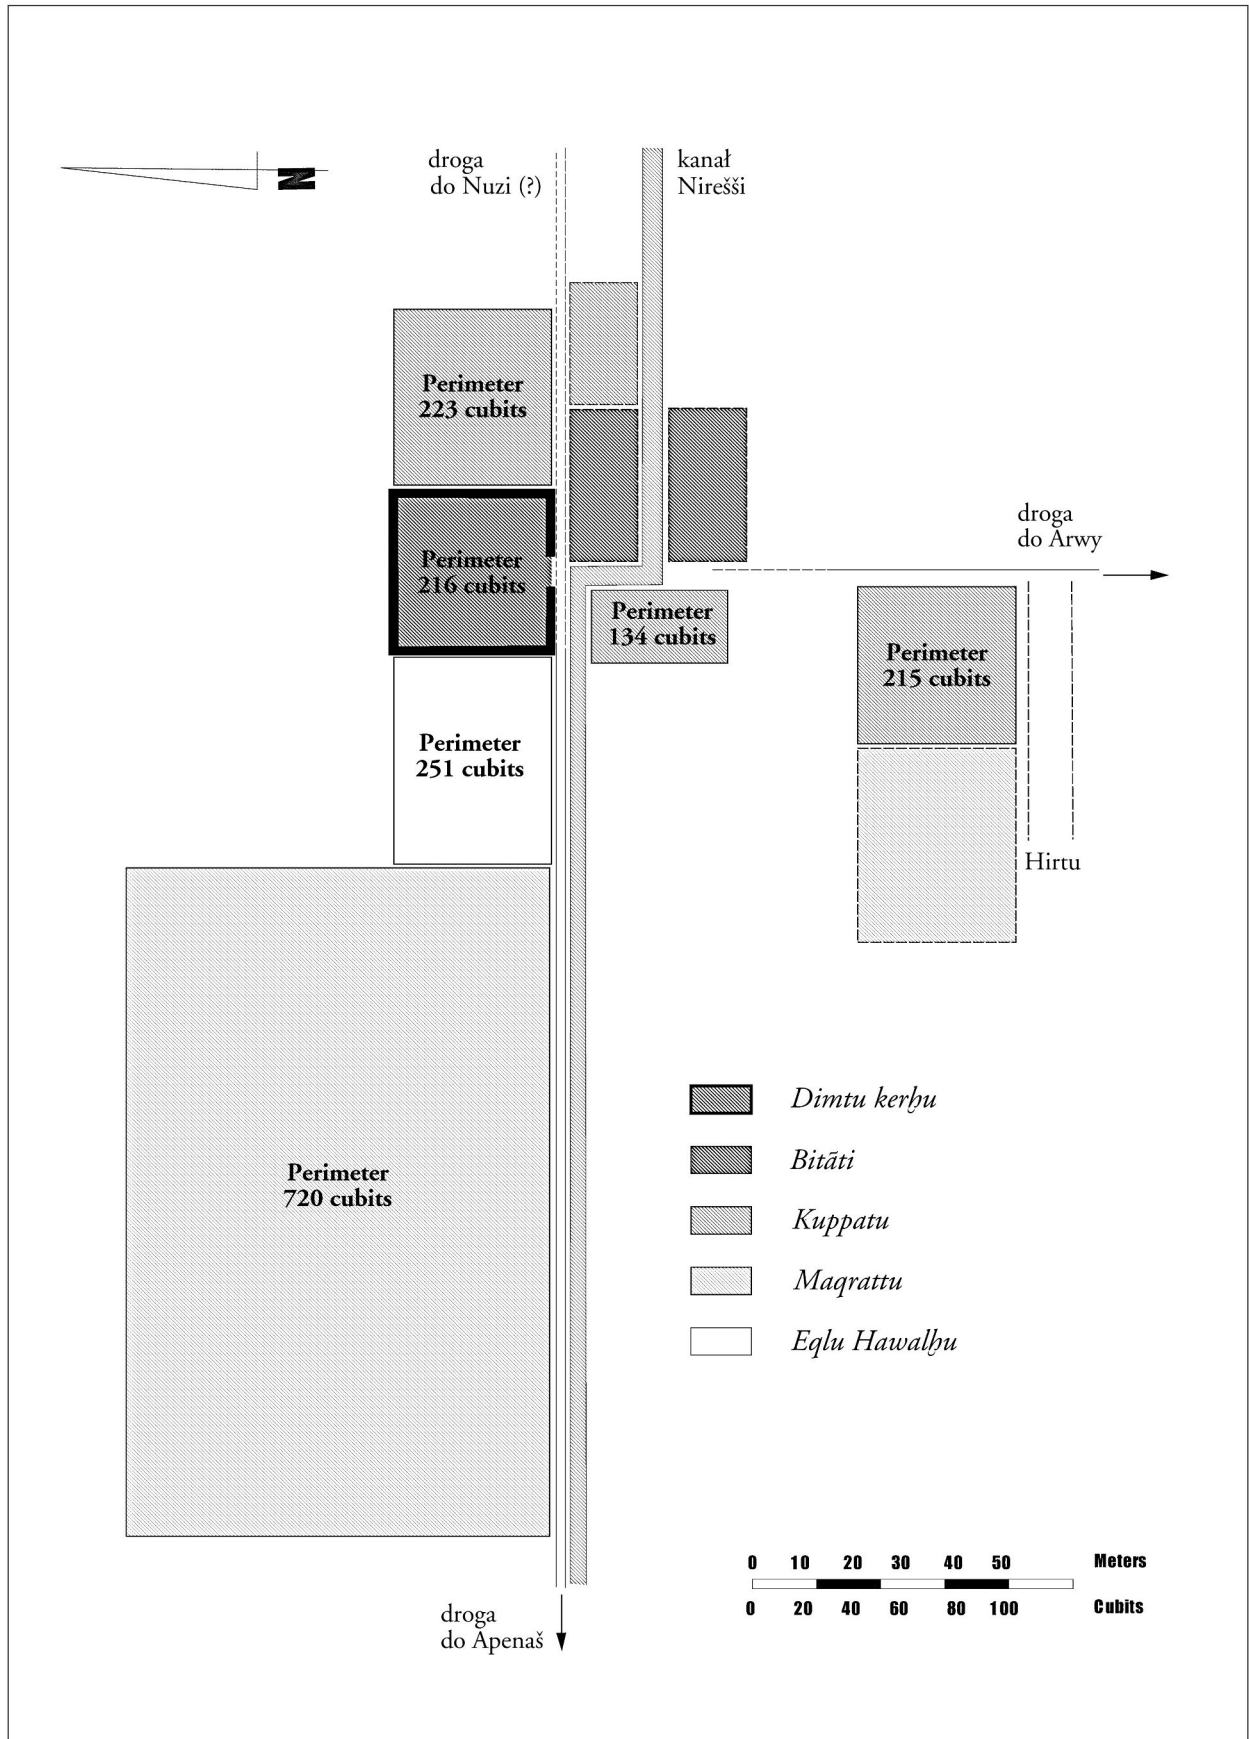 droga
do Nuzi (?)
kanał
Nirešši
N
Perimeter
223 cubits
Perimeter
216 cubits
droga
do Arwy
Perimeter
134 cubits
Perimeter
215 cubits
Perimeter
251 cubits
Hirtu
Dimtu kerḫu
Bitāti
Perimeter
720 cubits
Kuppatu
Maqrattu
Eqlu Hawalḫu
0 10 20 30 40 50 Meters
0 20 40 60 80 100 Cubits
droga
do Apenaš